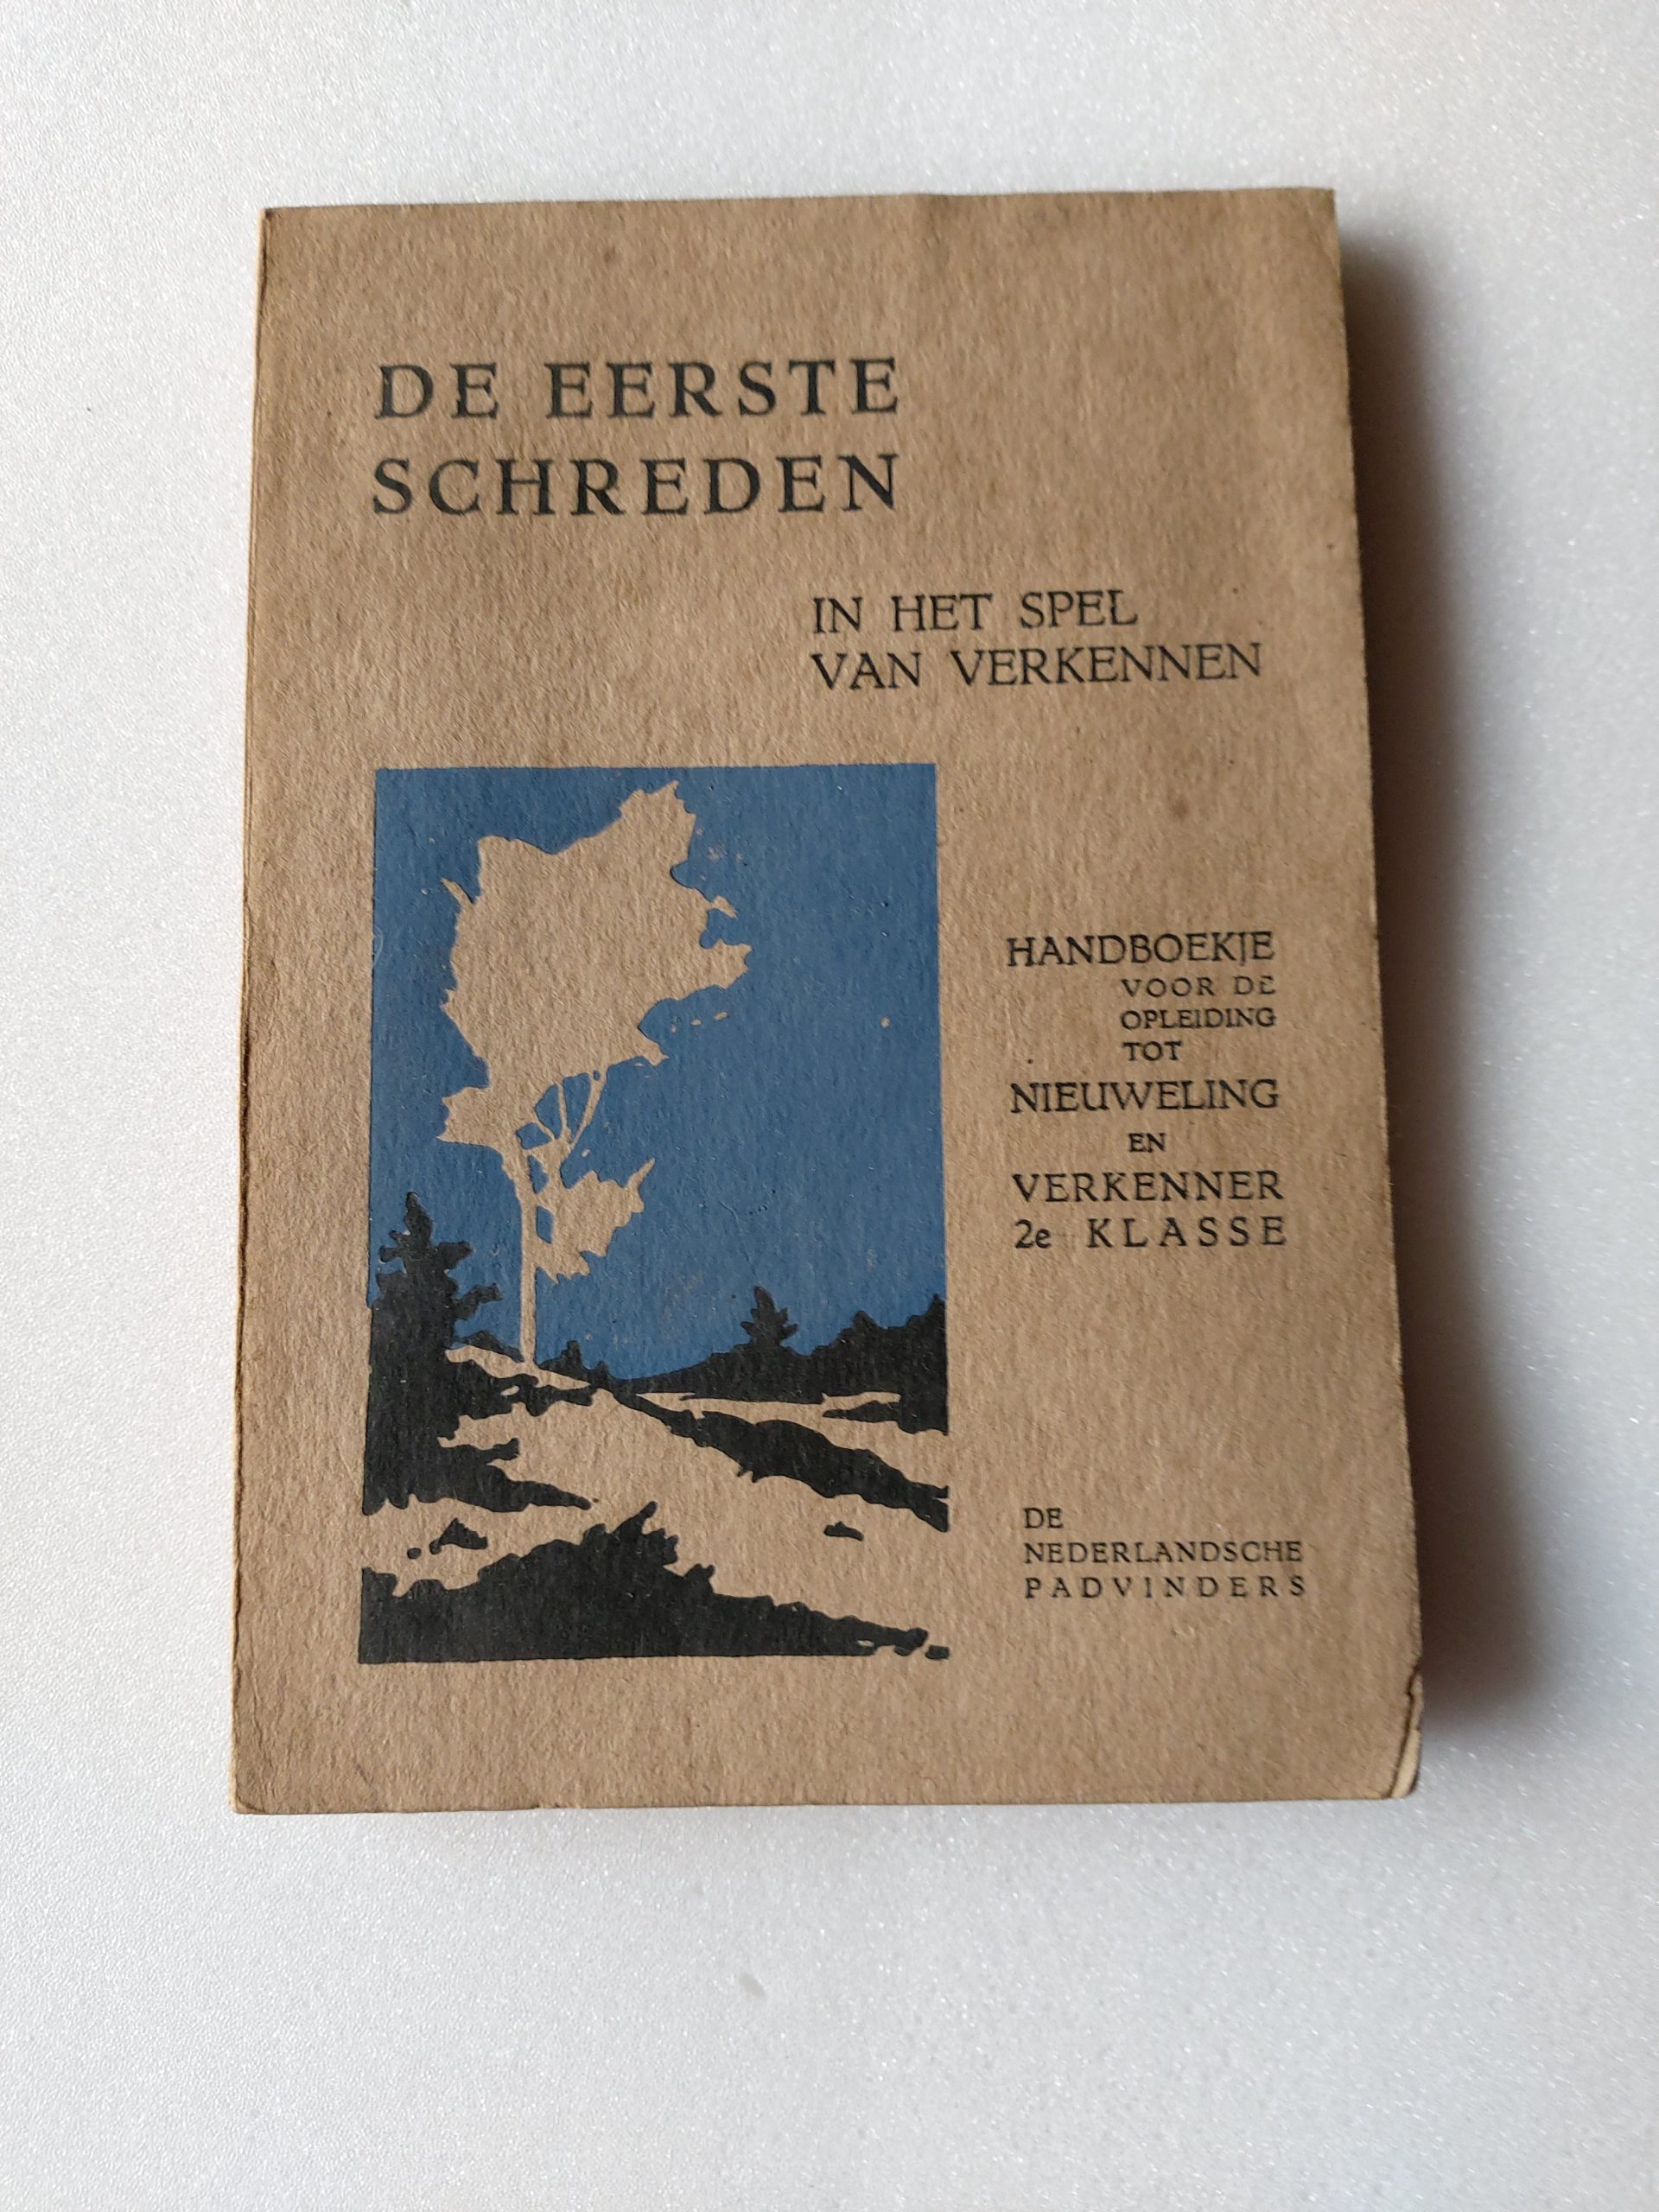 DE EERSTE
SCHREDEN
IN HET SPEL
VAN VERKENNEN
HANDBOEKJE
VOOR DE
OPLEIDING
TOT
NIEUWELING
EN
VERKENNER
2e KLASSE
DE
NEDERLANDSCHE
PADVINDERS